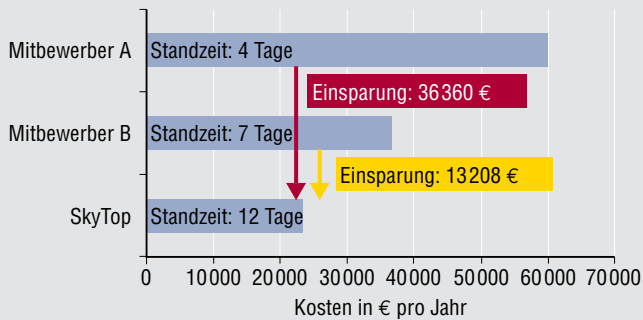 Mitbewerber A
Standzeit: 4 Tage
Einsparung: 36 360 €
Mitbewerber B
Standzeit: 7 Tage
Einsparung: 13 208 €
SkyTop
Standzeit: 12 Tage
0 10 000 20 000 30 000 40 000 50 000 60 000 70 000
Kosten in € pro Jahr